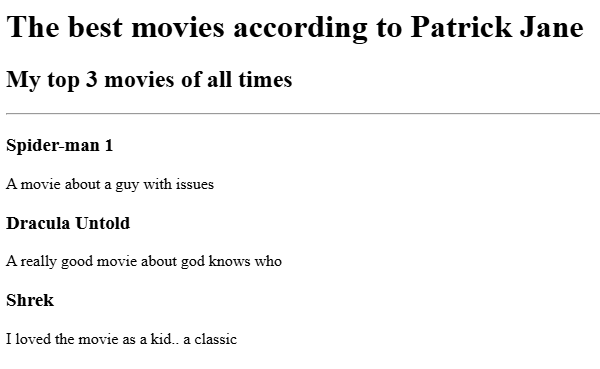 The best movies according to Patrick Jane
My top 3 movies of all times
Spider-man 1
A movie about a guy with issues
Dracula Untold
A really good movie about god knows who
Shrek
I loved the movie as a kid.. a classic